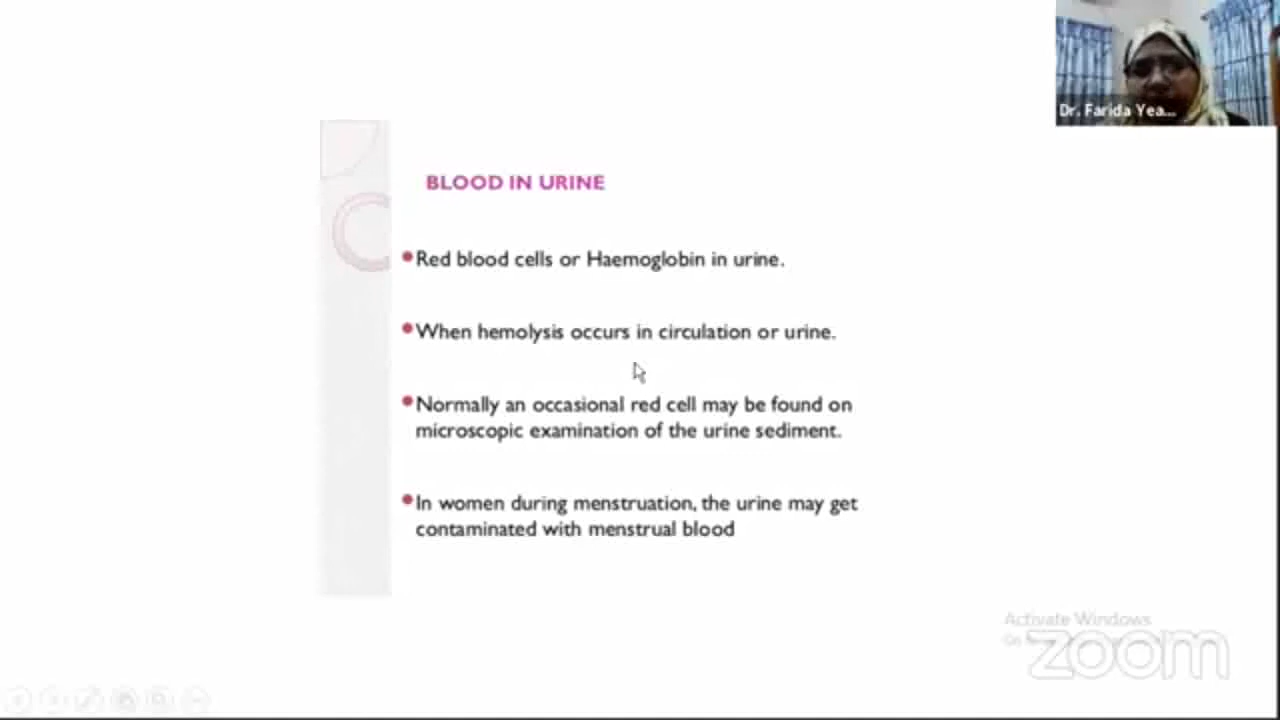 Dr. Farida Yea...
BLOOD IN URINE
Red blood cells or Haemoglobin in urine.
When hemolysis occurs in circulation or urine.
Normally an occasional red cell may be found on
microscopic examination of the urine sediment.
In women during menstruation, the urine may get
contaminated with menstrual blood
Activate Windows
zoom